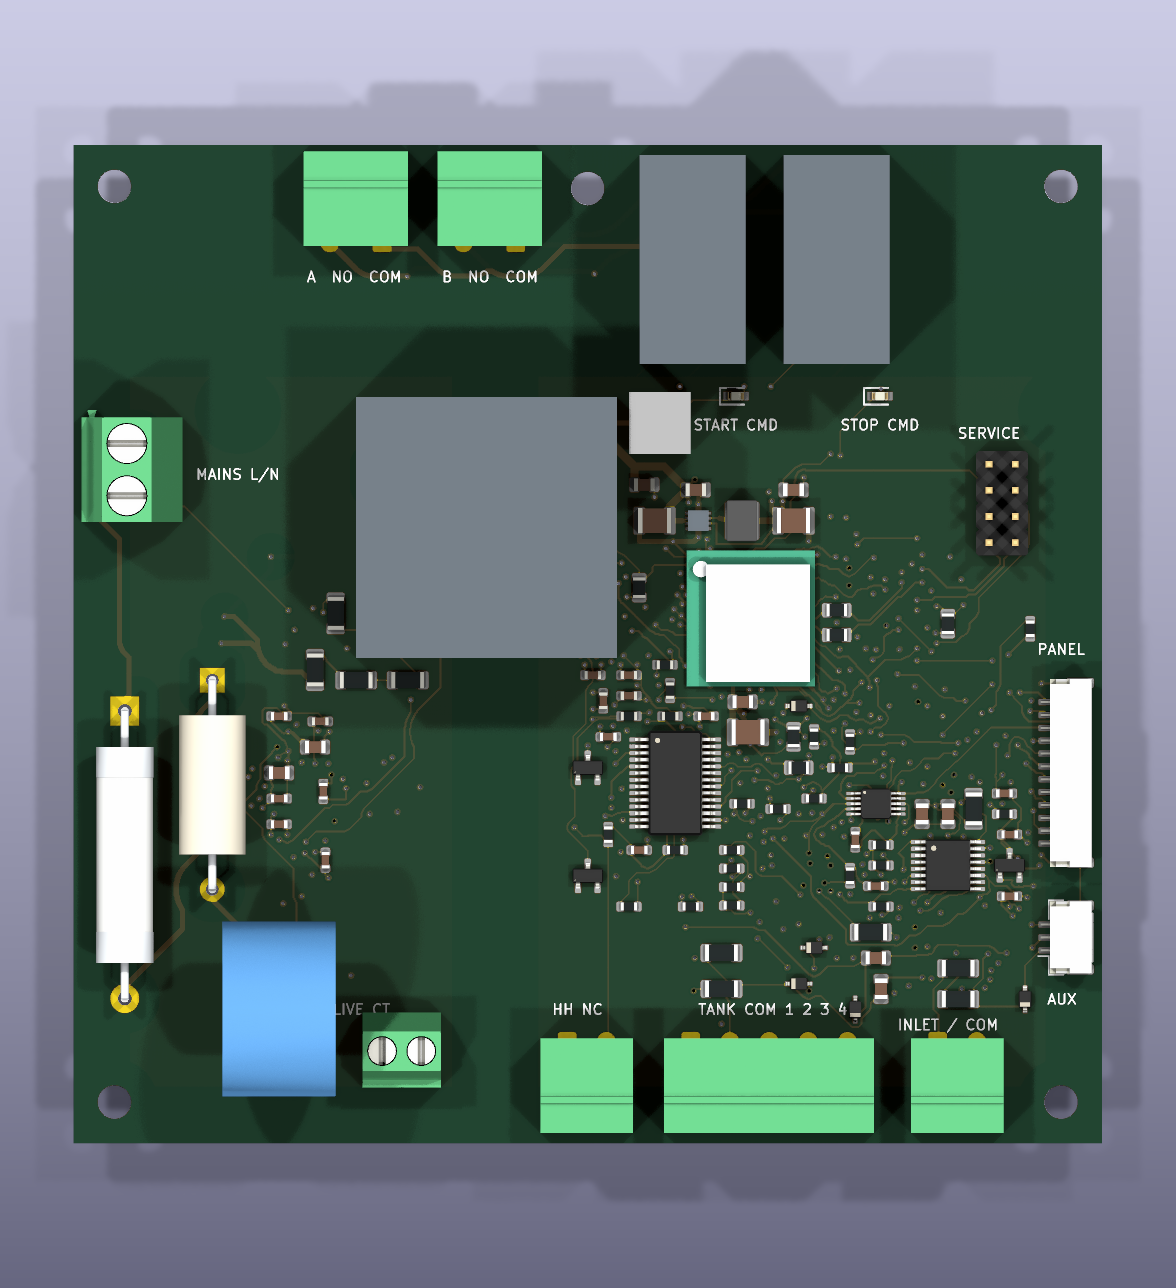 A NO COM
B NO COM
START CMD
STOP CMD
SERVICE
MAINS L/N
PANEL
LIVE CT
HH NC
TANK COM 1 2 3 4
AUX
INLET / COM